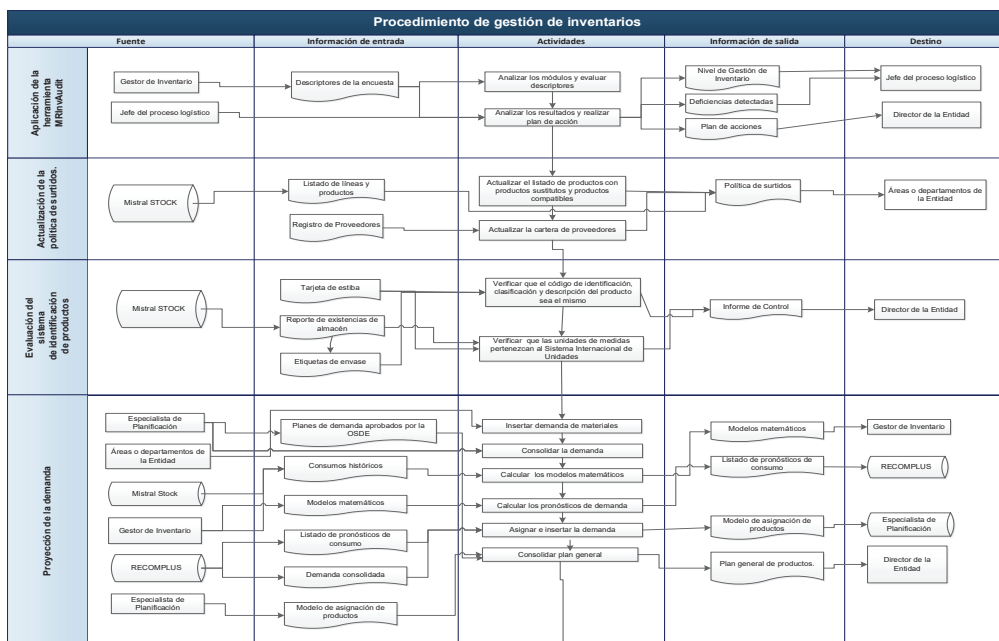 Procedimiento de gestión de inventarios
Fuente
Información de entrada
Actividades
Información de salida
Destino
Aplicación de la
herramienta
MRInvAudit
Gestor de Inventario
Jefe del proceso logístico
Descriptores de la encuesta
Analizar los módulos y evaluar
descriptores
Analizar los resultados y realizar
plan de acción
Nivel de Gestión de
Inventario
Deficiencias detectadas
Plan de acciones
Jefe del proceso logístico
Director de la Entidad
Actualización de la
política de surtidos.
Mistral STOCK
Listado de líneas y
productos
Registro de Proveedores
Actualizar el listado de productos con
productos sustitutos y productos
compatibles
Actualizar la cartera de proveedores
Política de surtidos
Áreas o departamentos de
la Entidad
Evaluación del
sistema
de identificación
de productos
Mistral STOCK
Tarjeta de estiba
Reporte de existencias de
almacén
Etiquetas de envase
Verificar que el código de identificación,
clasificación y descripción del producto
sea el mismo
Verificar que las unidades de medidas
pertenezcan al Sistema Internacional de
Unidades
Informe de Control
Director de la Entidad
Proyección de la demanda
Especialista de
Planificación
Áreas o departamentos de
la Entidad
Mistral Stock
Gestor de Inventario
RECOMPLUS
Especialista de
Planificación
Planes de demanda aprobados por la
OSDE
Consumos históricos
Modelos matemáticos
Listado de pronósticos de
consumo
Demanda consolidada
Modelo de asignación de
productos
Insertar demanda de materiales
Consolidar la demanda
Calcular los modelos matemáticos
Calcular los pronósticos de demanda
Asignar e insertar la demanda
Consolidar plan general
Modelos matemáticos
Listado de pronósticos de
consumo
Modelo de asignación de
productos
Plan general de productos.
Gestor de Inventario
RECOMPLUS
Especialista de
Planificación
Director de la
Entidad